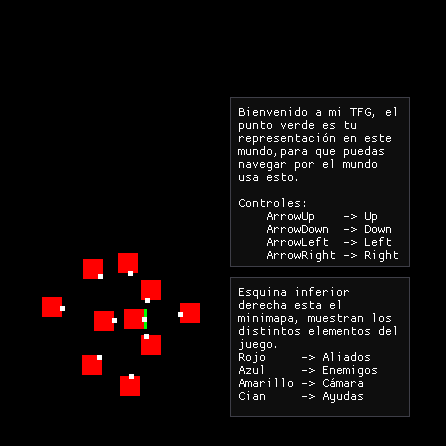 Bienvenido a mi TFG, el
punto verde es tu
representación en este
mundo,para que puedas
navegar por el mundo
usa esto.
Controles:
ArrowUp -> Up
ArrowDown -> Down
ArrowLeft -> Left
ArrowRight -> Right
Esquina inferior
derecha esta el
minimapa, muestran los
distintos elementos del
juego.
Rojo -> Aliados
Azul -> Enemigos
Amarillo -> Cámara
Cian -> Ayudas